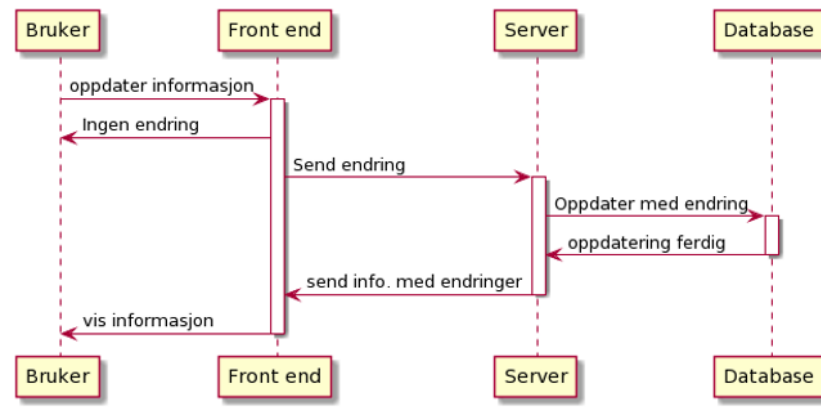 Bruker
Front end
Server
Database
oppdater informasjon
Ingen endring
Send endring
Oppdater med endring
oppdatering ferdig
send info. med endringer
vis informasjon
Bruker
Front end
Server
Database